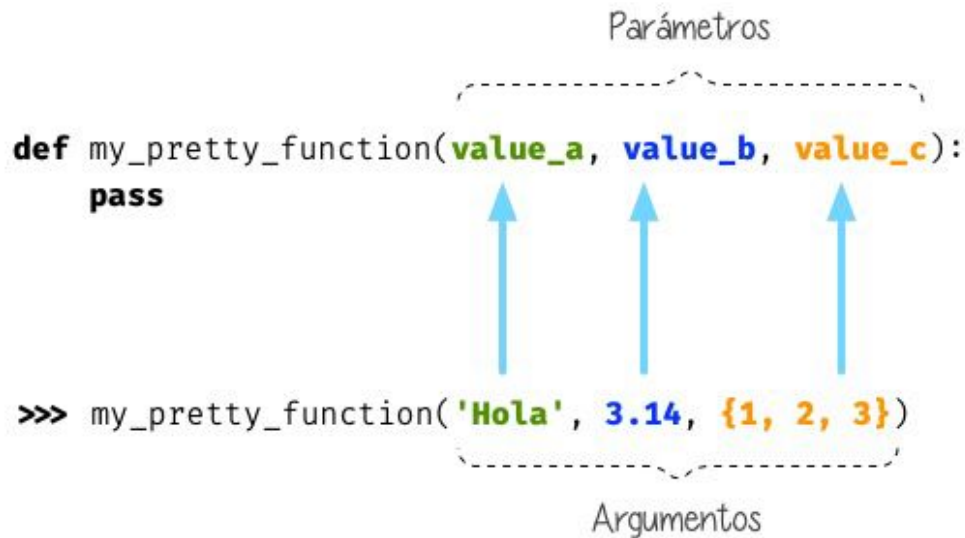 Parámetros
def my_pretty_function(value_a, value_b, value_c):
    pass
>>> my_pretty_function('Hola', 3.14, {1, 2, 3})
Argumentos